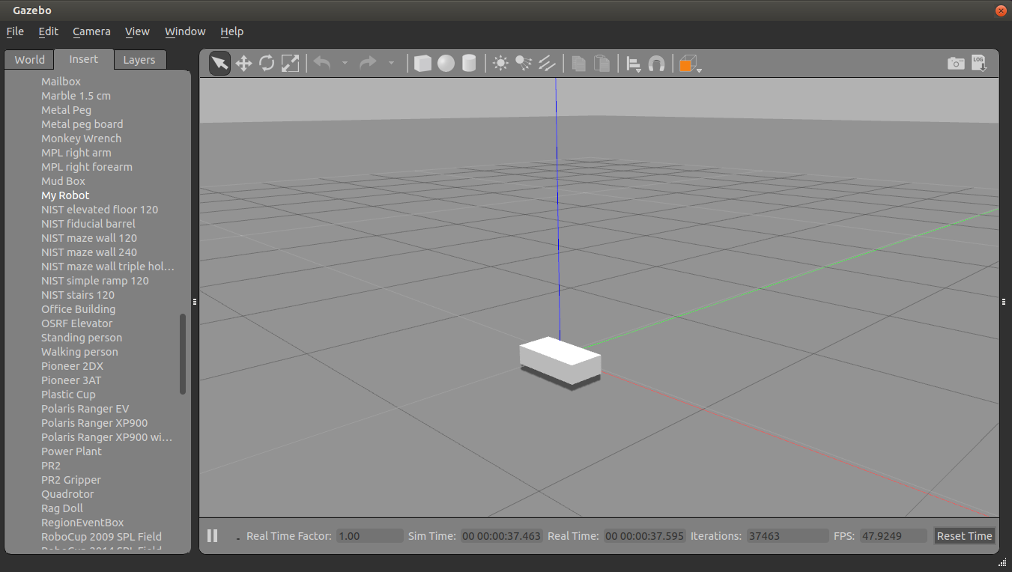 Gazebo
File Edit Camera View Window Help
World Insert Layers
LOG
Mailbox
Marble 1.5 cm
Metal Peg
Metal peg board
Monkey Wrench
MPL right arm
MPL right forearm
Mud Box
My Robot
NIST elevated floor 120
NIST fiducial barrel
NIST maze wall 120
NIST maze wall 240
NIST maze wall triple hol...
NIST simple ramp 120
NIST stairs 120
Office Building
OSRF Elevator
Standing person
Walking person
Pioneer 2DX
Pioneer 3AT
Plastic Cup
Polaris Ranger EV
Polaris Ranger XP900
Polaris Ranger XP900 wi...
Power Plant
PR2
PR2 Gripper
Quadrotor
Rag Doll
RegionEventBox
RoboCup 2009 SPL Field
RoboCup 2014 SPL Field
Real Time Factor: 1.00 Sim Time: 00 00:00:37.463 Real Time: 00 00:00:37.595 Iterations: 37463 FPS: 47.9249 Reset Time